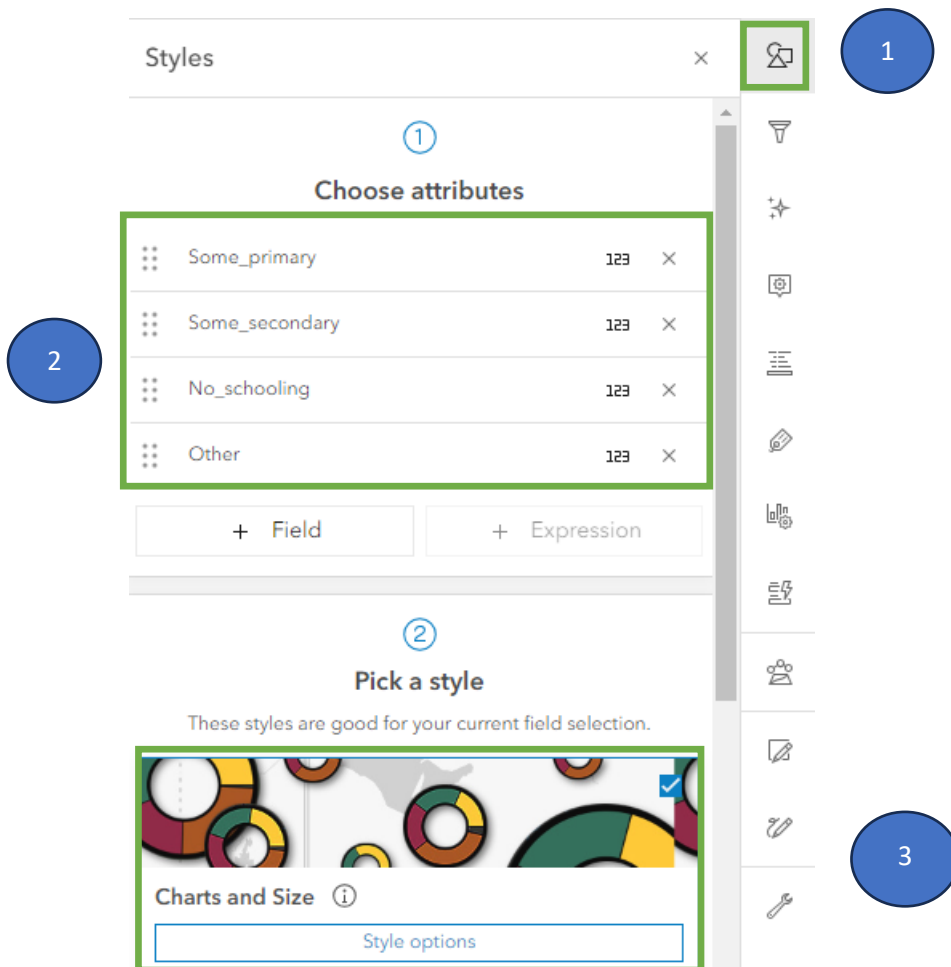 Styles
1
1
Choose attributes
Some_primary 123
Some_secondary 123
2
No_schooling 123
Other 123
+ Field + Expression
2
Pick a style
These styles are good for your current field selection.
3
Charts and Size
Style options